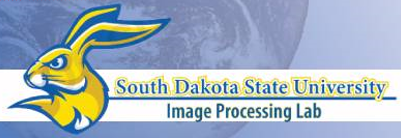 South Dakota State University
Image Processing Lab